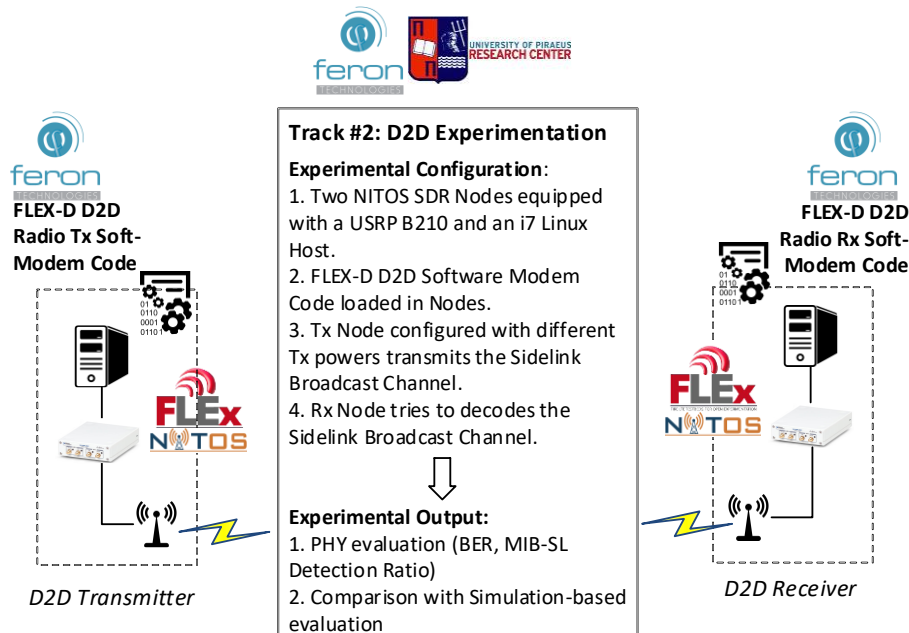 feron
TECHNOLOGIES
Π
Π
UNIVERSITY OF PIRAEUS
RESEARCH CENTER
feron
TECHNOLOGIES
FLEX-D D2D
Radio Tx Soft-
Modem Code
01
0110
0001
01101
FLEx
NITOS
D2D Transmitter
Track #2: D2D Experimentation
Experimental Configuration:
1. Two NITOS SDR Nodes equipped
with a USRP B210 and an i7 Linux
Host.
2. FLEX-D D2D Software Modem
Code loaded in Nodes.
3. Tx Node configured with different
Tx powers transmits the Sidelink
Broadcast Channel.
4. Rx Node tries to decodes the
Sidelink Broadcast Channel.
Experimental Output:
1. PHY evaluation (BER, MIB-SL
Detection Ratio)
2. Comparison with Simulation-based
evaluation
feron
TECHNOLOGIES
FLEX-D D2D
Radio Rx Soft-
Modem Code
01
0110
0001
01101
FLEx
NITOS
D2D Receiver